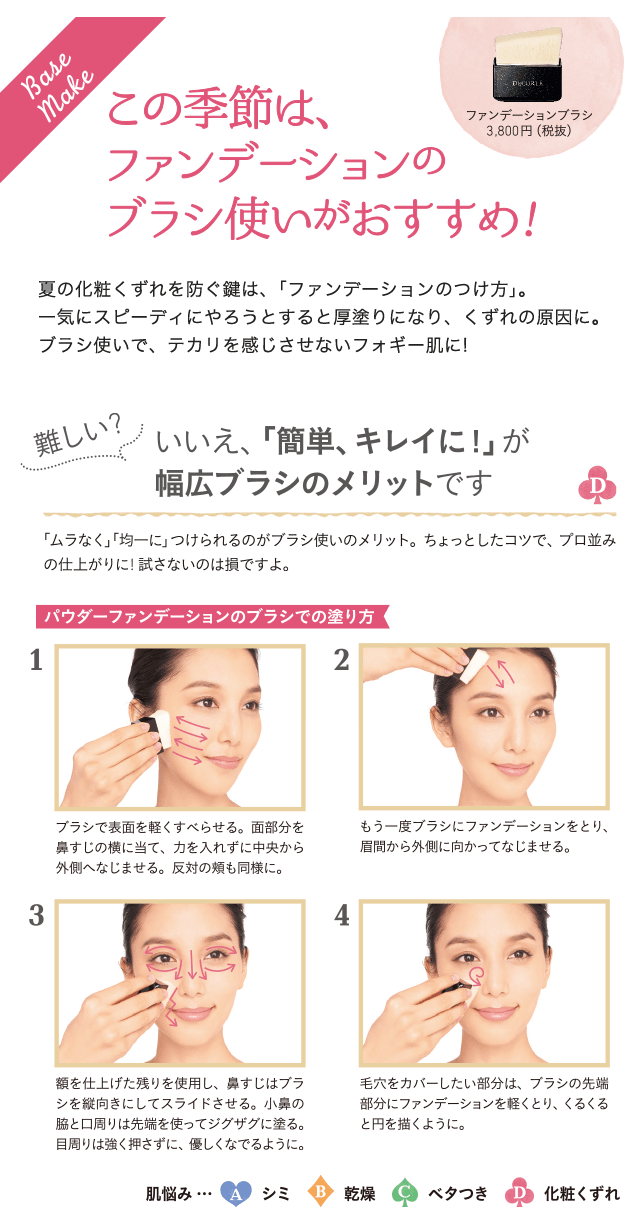 Base
Make
DECORTÉ
ファンデーションブラシ
3,800円（税抜）
この季節は、
ファンデーションの
ブラシ使いがおすすめ！
夏の化粧くずれを防ぐ鍵は、「ファンデーションのつけ方」。
一気にスピーディにやろうとすると厚塗りになり、くずれの原因に。
ブラシ使いで、テカリを感じさせないフォギー肌に！
難しい？
いいえ、「簡単、キレイに！」が
幅広ブラシのメリットです
D
「ムラなく」「均一に」つけられるのがブラシ使いのメリット。ちょっとしたコツで、プロ並み
の仕上がりに！試さないのは損ですよ。
パウダーファンデーションのブラシでの塗り方
1
ブラシで表面を軽くすべらせる。面部分を
鼻すじの横に当て、力を入れずに中央から
外側へなじませる。反対の頬も同様に。
2
もう一度ブラシにファンデーションをとり、
眉間から外側に向かってなじませる。
3
額を仕上げた残りを使用し、鼻すじはブラ
シを縦向きにしてスライドさせる。小鼻の
脇と口周りは先端を使ってジグザグに塗る。
目周りは強く押さずに、優しくなでるように。
4
毛穴をカバーしたい部分は、ブラシの先端
部分にファンデーションを軽くとり、くるくる
と円を描くように。
肌悩み… A シミ B 乾燥 C ベタつき D 化粧くずれ